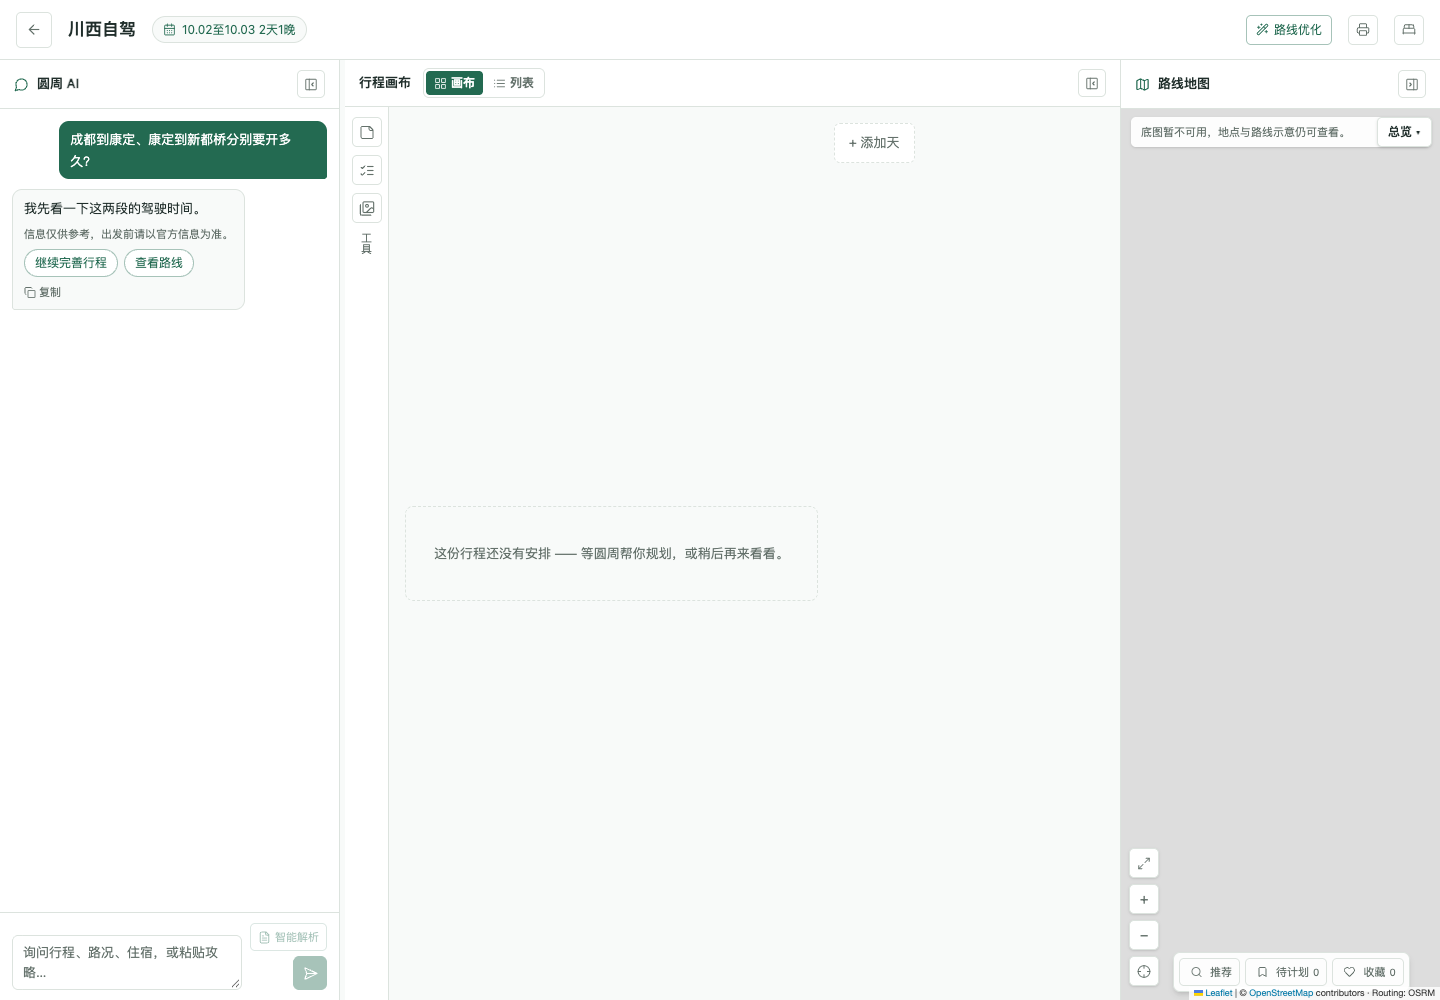 川西自驾
10.02至10.03 2天1晚
路线优化
圆周 AI
成都到康定、康定到新都桥分别要开多
久?
我先看一下这两段的驾驶时间。
信息仅供参考，出发前请以官方信息为准。
继续完善行程
查看路线
复制
询问行程、路况、住宿，或粘贴攻
略...
智能解析
行程画布
画布
列表
工具
+ 添加天
这份行程还没有安排 —— 等圆周帮你规划，或稍后再来看看。
路线地图
底图暂不可用，地点与路线示意仍可查看。
总览 ▾
+
−
推荐
待计划 0
收藏 0
Leaflet | © OpenStreetMap contributors · Routing: OSRM